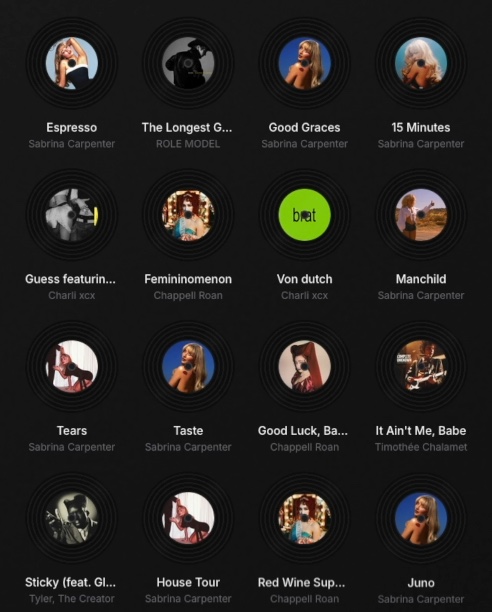 Espresso
Sabrina Carpenter
The Longest G...
ROLE MODEL
Good Graces
Sabrina Carpenter
15 Minutes
Sabrina Carpenter
brat
Guess featurin...
Charli xcx
Femininomenon
Chappell Roan
Von dutch
Charli xcx
Manchild
Sabrina Carpenter
Tears
Sabrina Carpenter
Taste
Sabrina Carpenter
Good Luck, Ba...
Chappell Roan
It Ain't Me, Babe
Timothée Chalamet
Sticky (feat. Gl...
Tyler, The Creator
House Tour
Sabrina Carpenter
Red Wine Sup...
Chappell Roan
Juno
Sabrina Carpenter